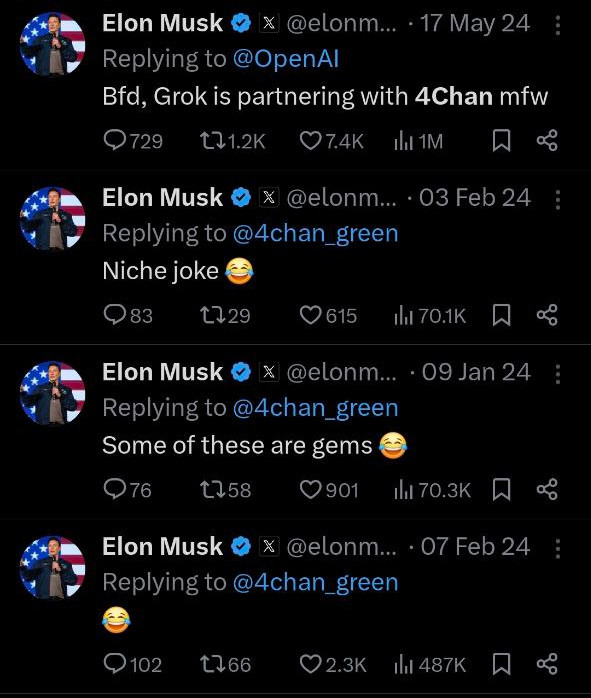 Elon Musk @elonm... · 17 May 24
Replying to @OpenAI
Bfd, Grok is partnering with 4Chan mfw
729 1.2K 7.4K 1M
Elon Musk @elonm... · 03 Feb 24
Replying to @4chan_green
Niche joke 😂
83 29 615 70.1K
Elon Musk @elonm... · 09 Jan 24
Replying to @4chan_green
Some of these are gems 😂
76 58 901 70.3K
Elon Musk @elonm... · 07 Feb 24
Replying to @4chan_green
😂
102 66 2.3K 487K